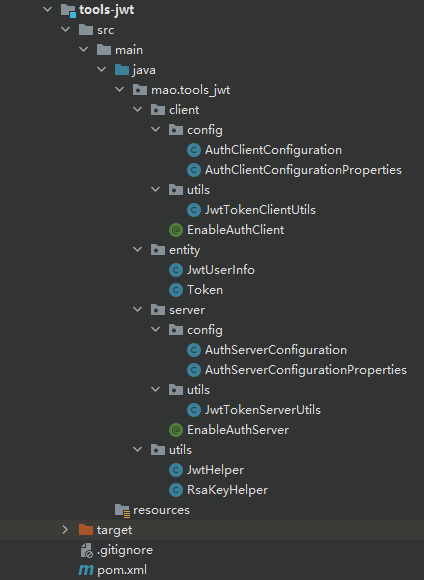 tools-jwt
src
main
java
mao.tools_jwt
client
config
AuthClientConfiguration
AuthClientConfigurationProperties
utils
JwtTokenClientUtils
EnableAuthClient
entity
JwtUserInfo
Token
server
config
AuthServerConfiguration
AuthServerConfigurationProperties
utils
JwtTokenServerUtils
EnableAuthServer
utils
JwtHelper
RsaKeyHelper
resources
target
.gitignore
pom.xml